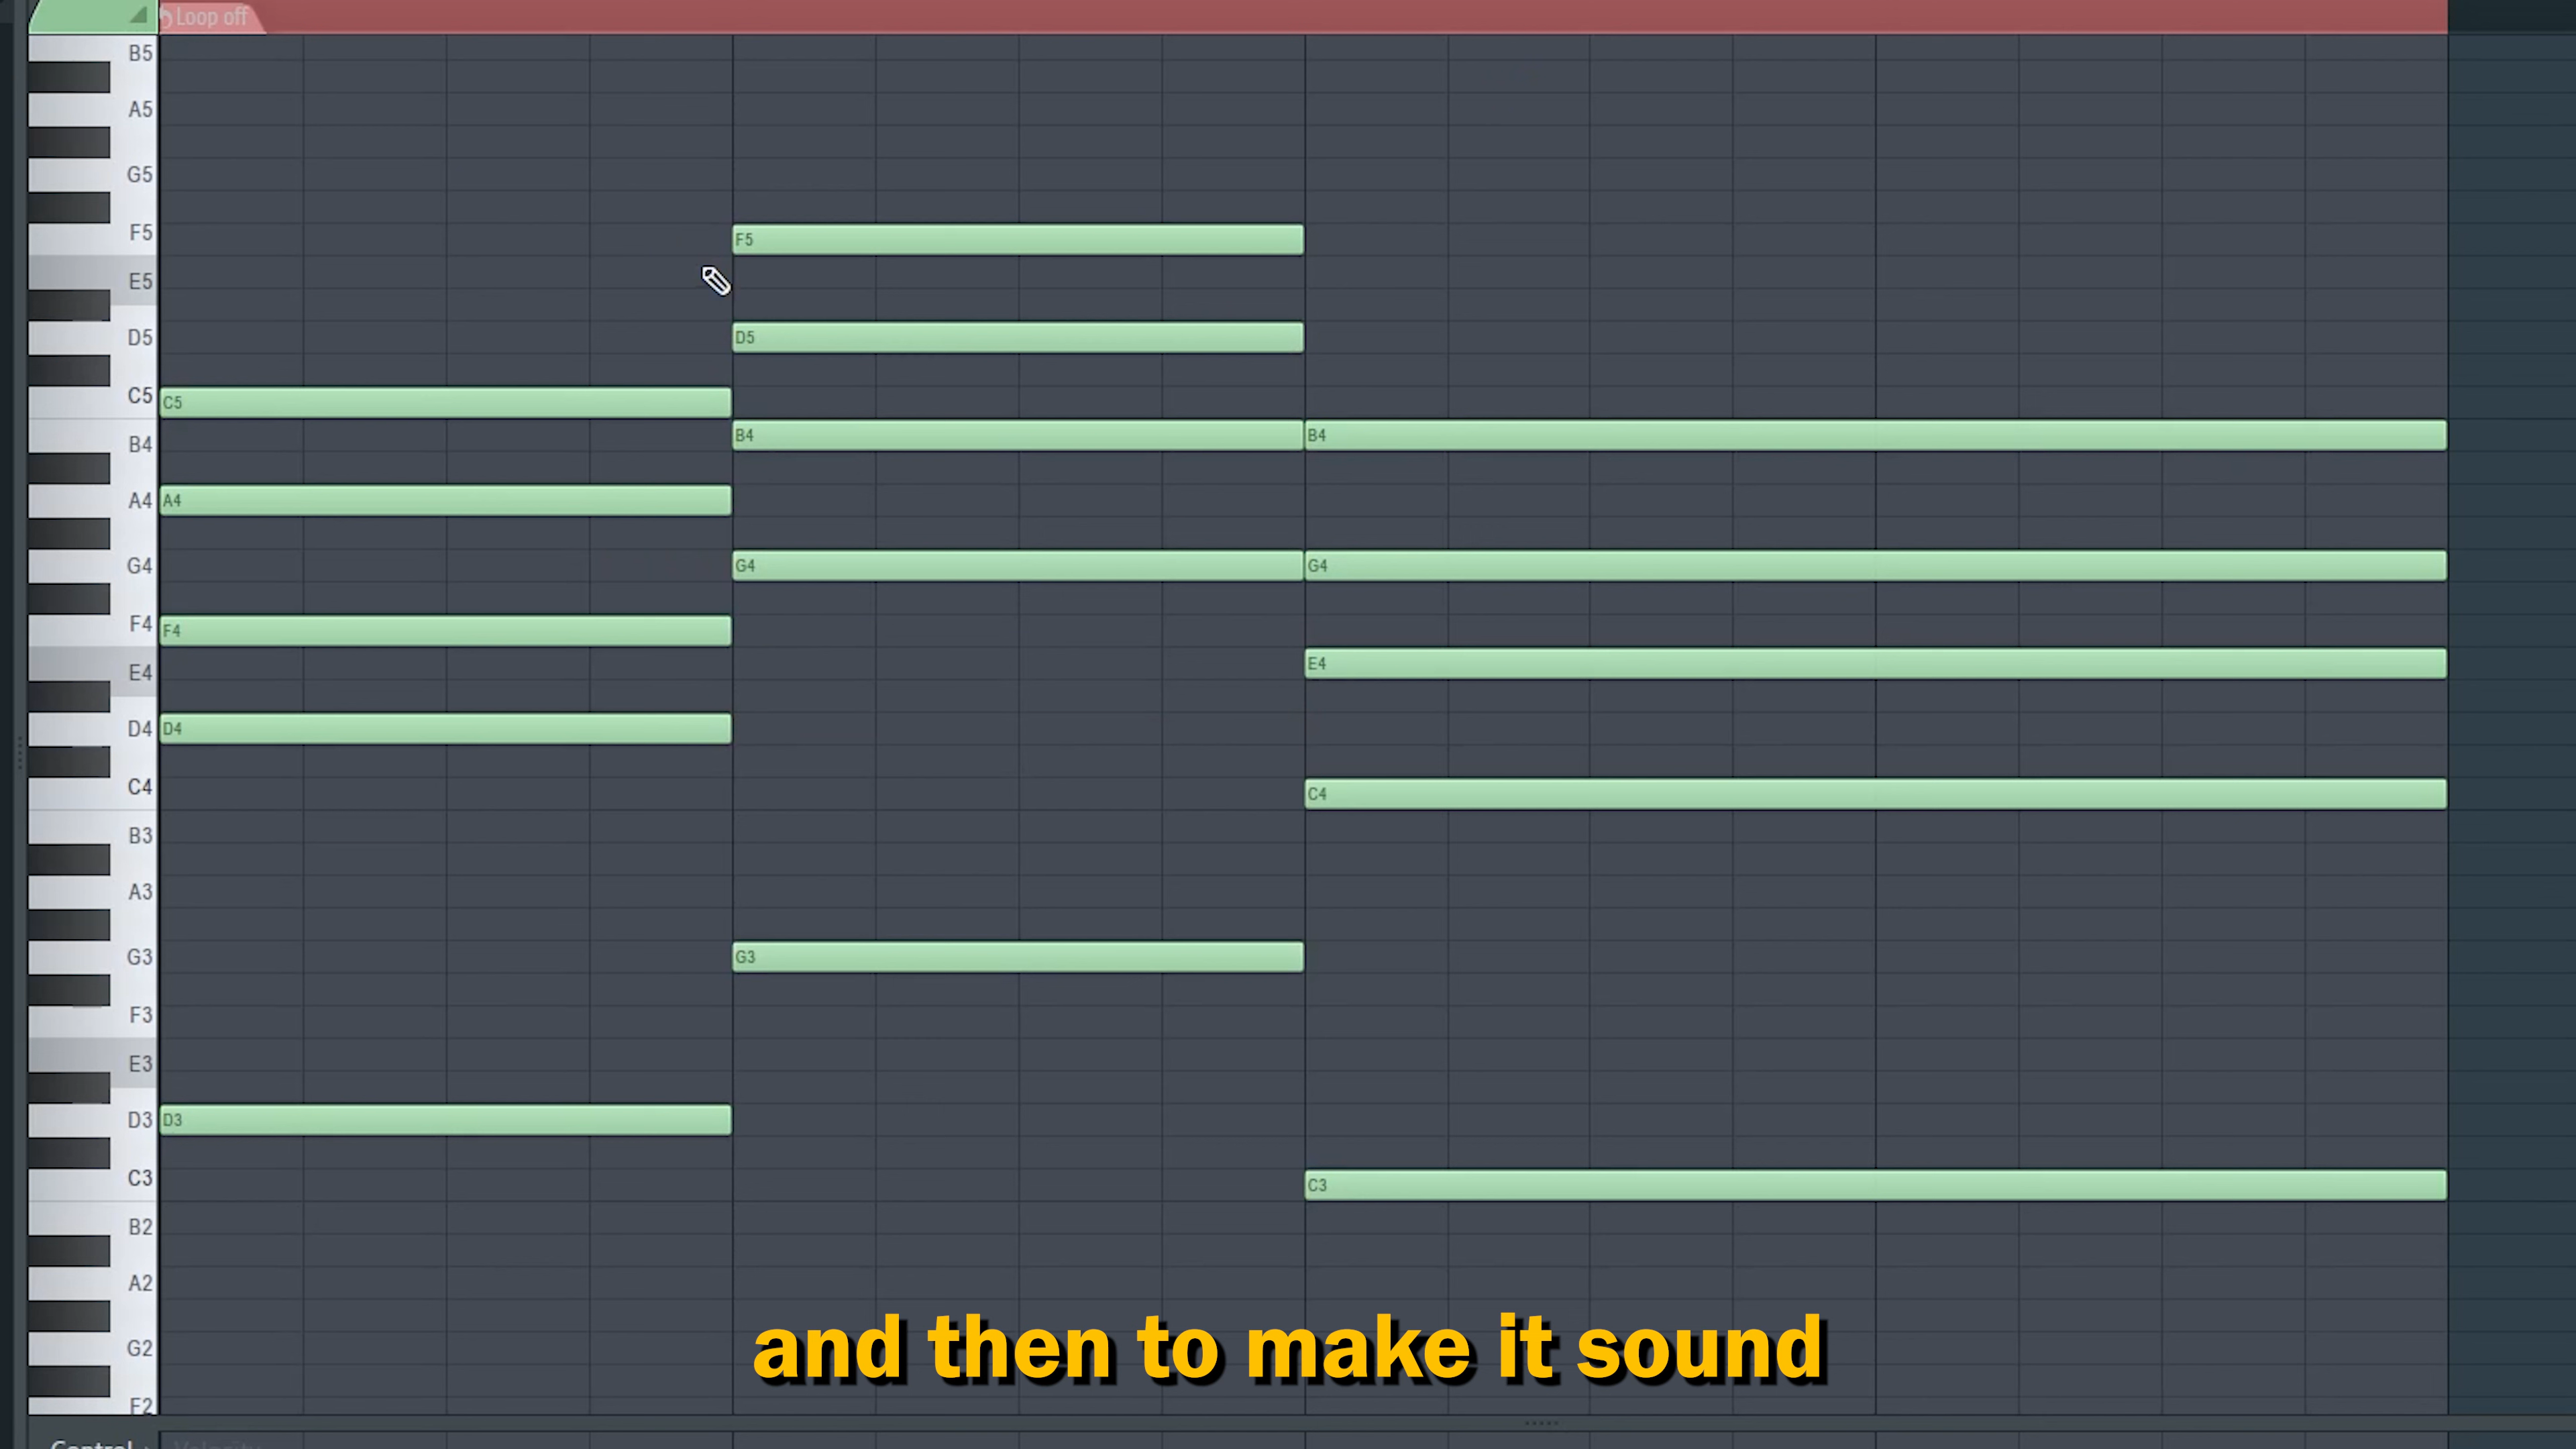 Loop off
B5
A5
G5
F5
F5
E5
D5
D5
C5
C5
B4
B4
B4
A4
A4
G4
G4
G4
F4
F4
E4
E4
D4
D4
C4
C4
B3
A3
G3
G3
F3
E3
D3
D3
C3
C3
B2
A2
G2
F2
and then to make it sound
Control
Velocity